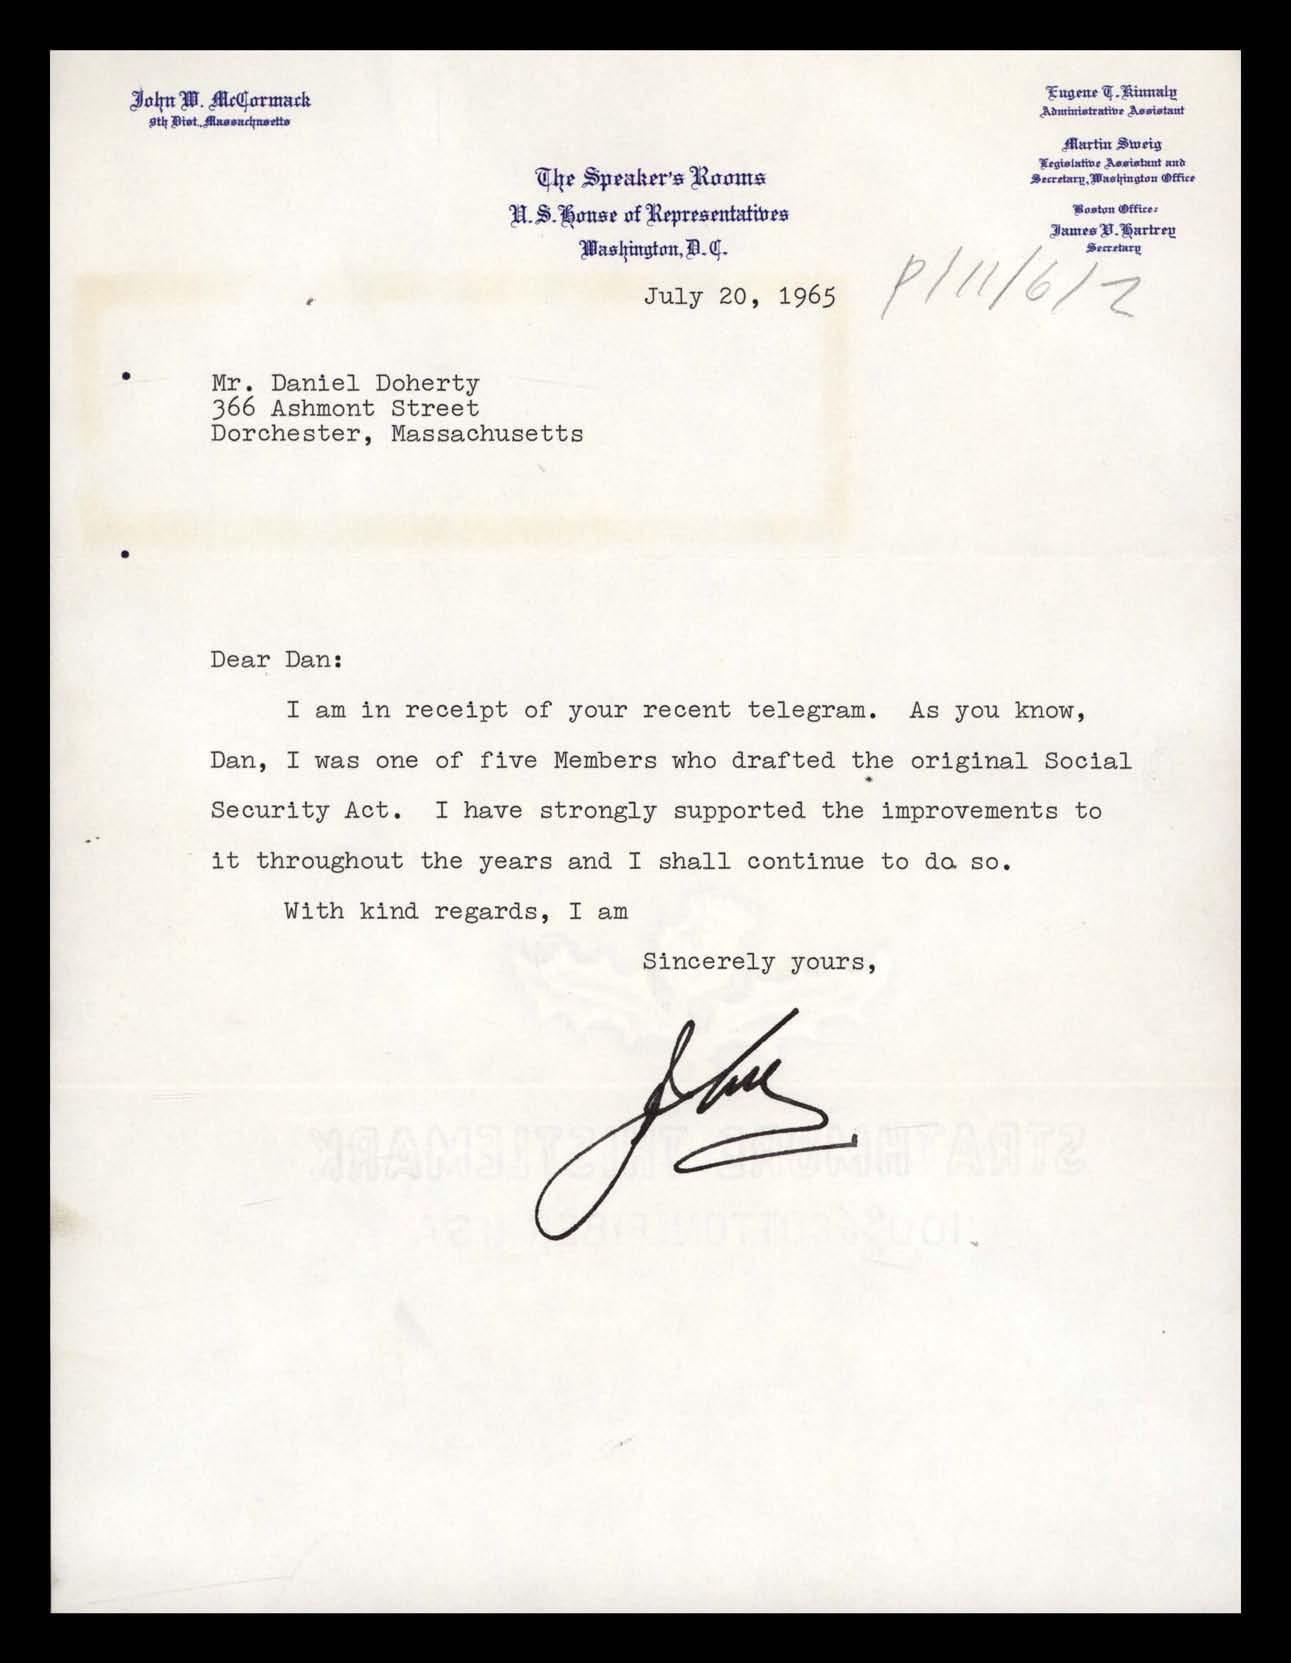 John W. McCormack
9th Dist., Massachusetts
Eugene T. Kinnaly
Administrative Assistant
Martin Sweig
Legislative Assistant and
Secretary, Washington Office
Boston Office:
James V. Hartrey
Secretary
The Speaker's Rooms
U.S. House of Representatives
Washington, D.C.
July 20, 1965
P/11/6/2
Mr. Daniel Doherty
366 Ashmont Street
Dorchester, Massachusetts
Dear Dan:
I am in receipt of your recent telegram. As you know,
Dan, I was one of five Members who drafted the original Social
Security Act. I have strongly supported the improvements to
it throughout the years and I shall continue to do so.
With kind regards, I am
Sincerely yours,
John
STRATHMORE THISTLEMARK